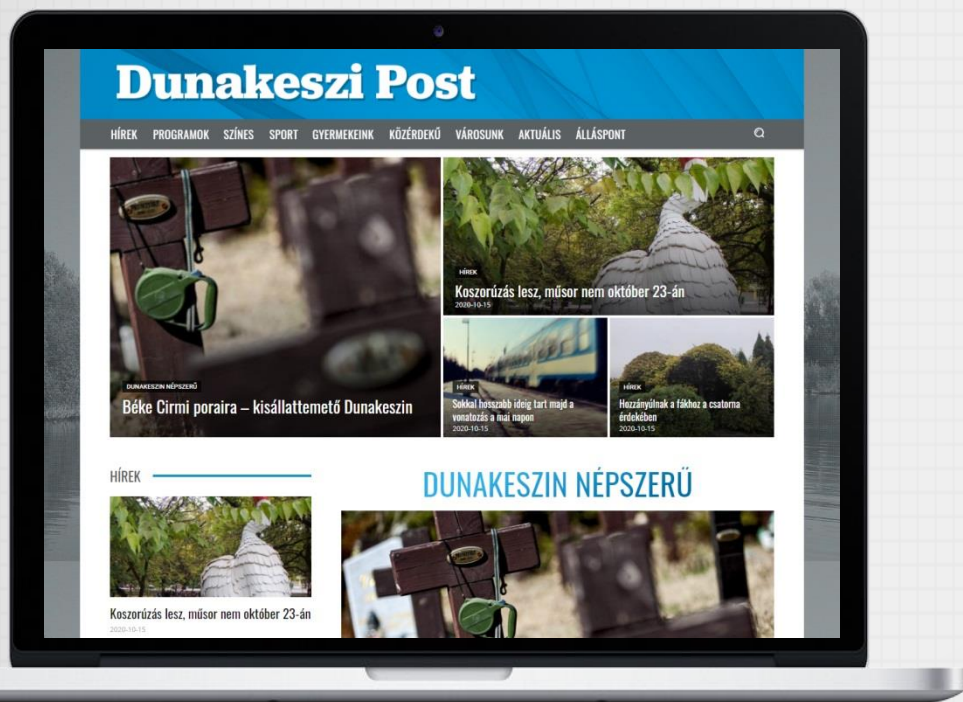 Dunakeszi Post
HÍREK PROGRAMOK SZÍNES SPORT GYERMEKEINK KÖZÉRDEKŰ VÁROSUNK AKTUÁLIS ÁLLÁSPONT
DUNAKESZIN NÉPSZERŰ
Béke Cirmi poraira – kisállattemető Dunakeszin
HÍREK
Koszorúzás lesz, műsor nem október 23-án
2020-10-15
HÍREK
Sokkal hosszabb ideig tart majd a
vonatozás a mai napon
2020-10-15
HÍREK
Hozzányúlnak a fákhoz a csatorna
érdekében
2020-10-15
HÍREK
Koszorúzás lesz, műsor nem október 23-án
2020-10-15
DUNAKESZIN NÉPSZERŰ